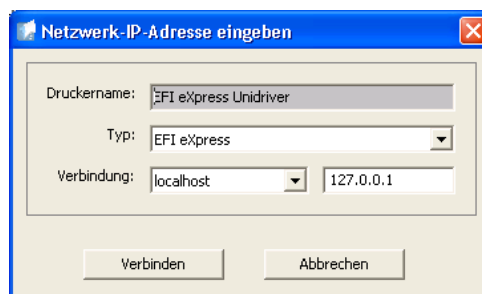 Netzwerk-IP-Adresse eingeben
Druckername: EFI eXpress Unidriver
Typ: EFI eXpress
Verbindung: localhost 127.0.0.1
Verbinden Abbrechen